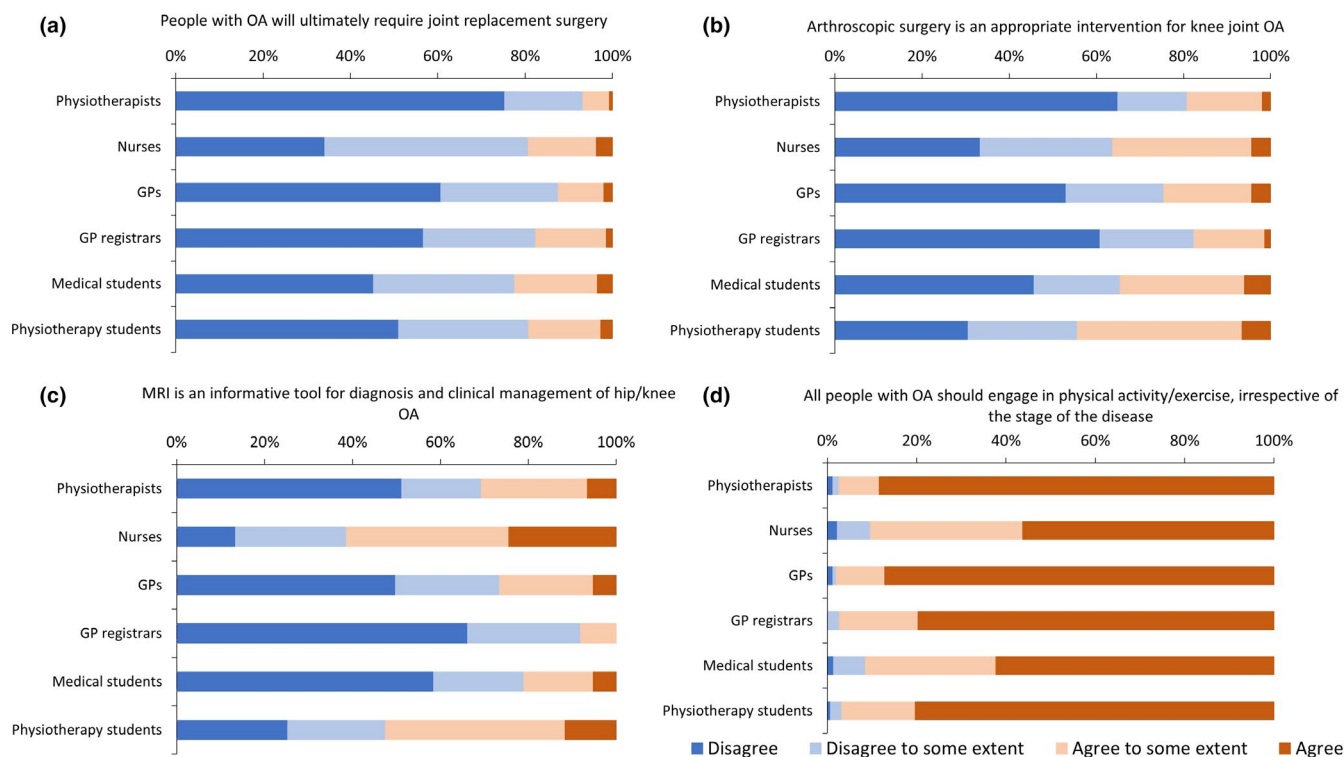 (a)
People with OA will ultimately require joint replacement surgery
0% 20% 40% 60% 80% 100%
Physiotherapists
Nurses
GPs
GP registrars
Medical students
Physiotherapy students
(b)
Arthroscopic surgery is an appropriate intervention for knee joint OA
0% 20% 40% 60% 80% 100%
Physiotherapists
Nurses
GPs
GP registrars
Medical students
Physiotherapy students
(c)
MRI is an informative tool for diagnosis and clinical management of hip/knee
OA
0% 20% 40% 60% 80% 100%
Physiotherapists
Nurses
GPs
GP registrars
Medical students
Physiotherapy students
(d)
All people with OA should engage in physical activity/exercise, irrespective of
the stage of the disease
0% 20% 40% 60% 80% 100%
Physiotherapists
Nurses
GPs
GP registrars
Medical students
Physiotherapy students
Disagree Disagree to some extent Agree to some extent Agree